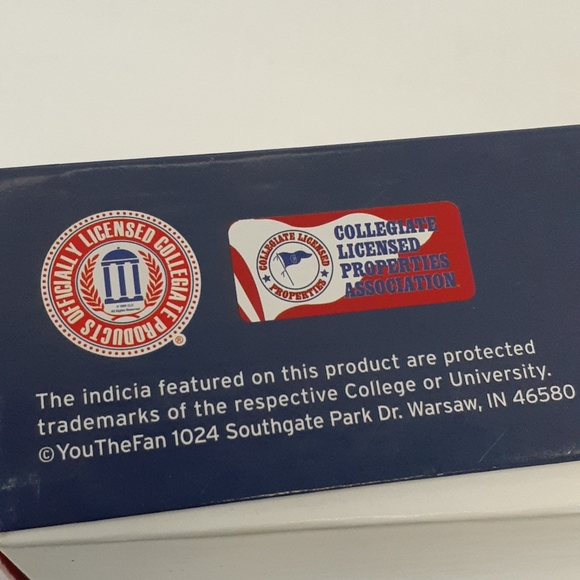 OFFICIALLY LICENSED COLLEGIATE PRODUCTS
®
COLLEGIATE LICENSED
PROPERTIES
COLLEGIATE
LICENSED
PROPERTIES
ASSOCIATION
The indicia featured on this product are protected
trademarks of the respective College or University.
©YouTheFan 1024 Southgate Park Dr. Warsaw, IN 46580